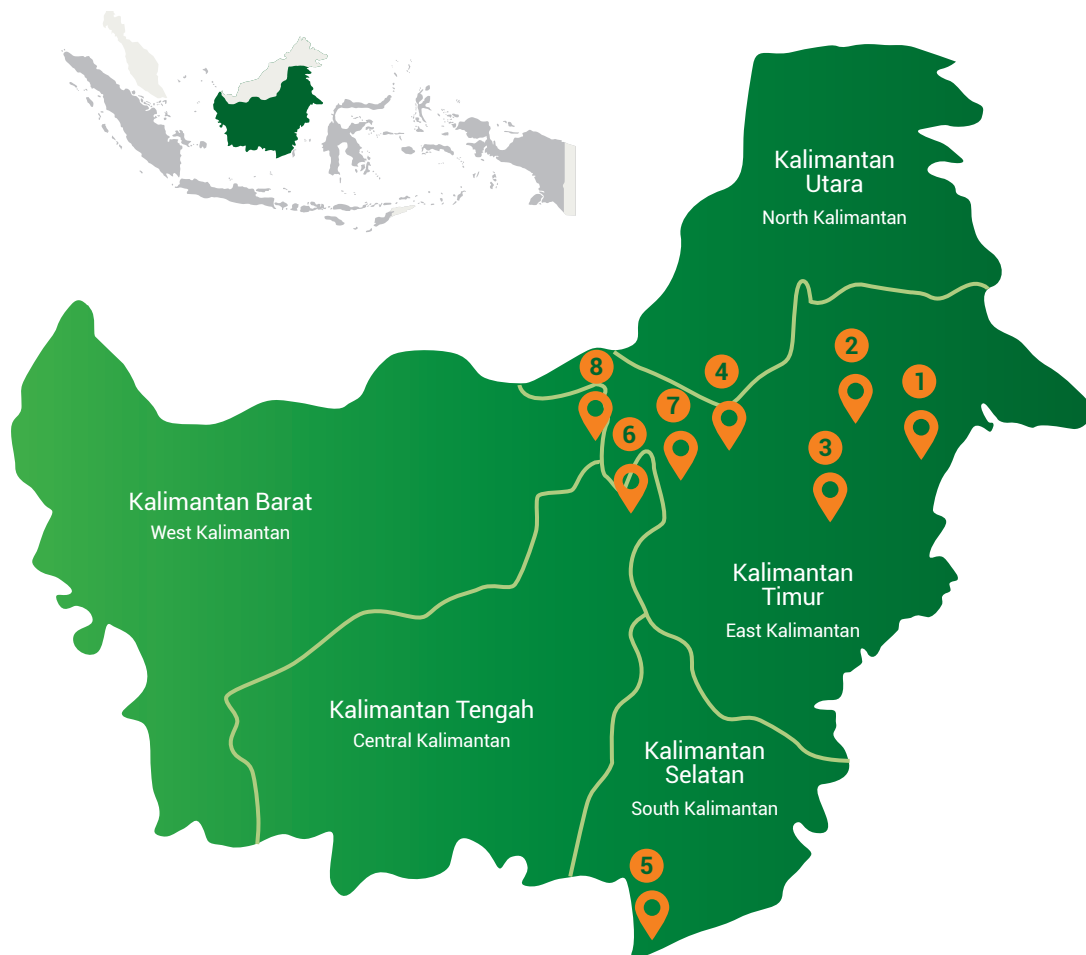 Kalimantan
Utara
North Kalimantan
2
8
4
1
7
6
3
Kalimantan Barat
West Kalimantan
Kalimantan
Timur
East Kalimantan
Kalimantan Tengah
Central Kalimantan
Kalimantan
Selatan
South Kalimantan
5